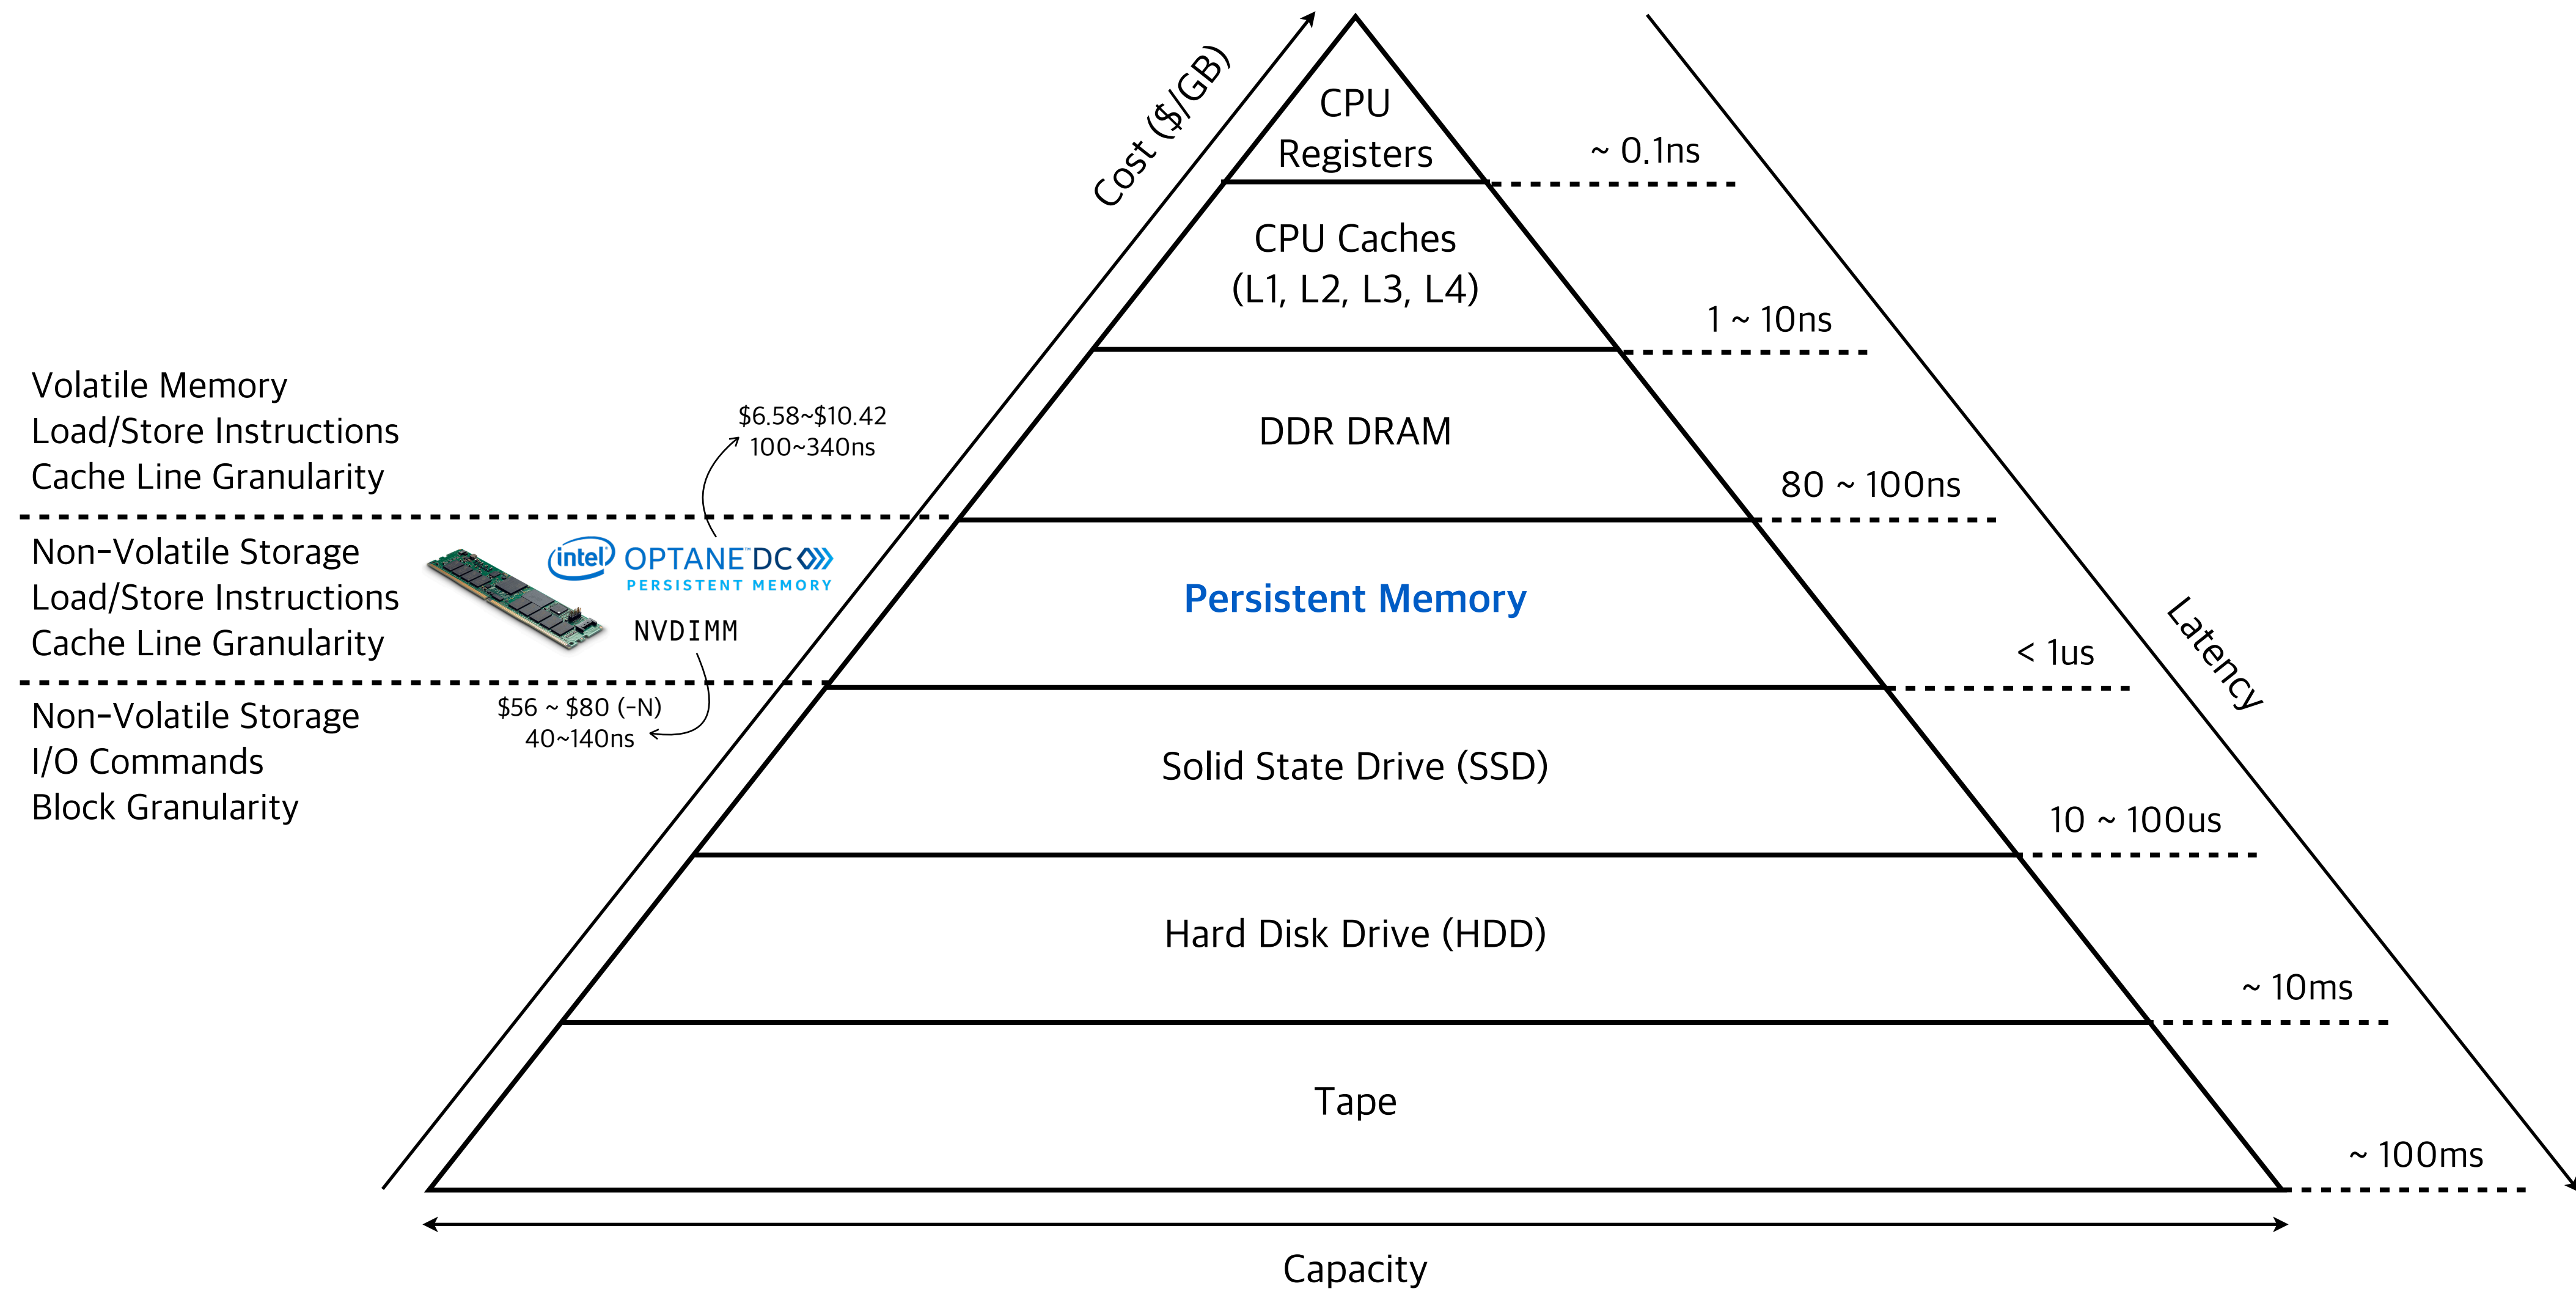 Cost ($/GB)
CPU
Registers
~ 0.1ns
CPU Caches
(L1, L2, L3, L4)
1 ~ 10ns
Volatile Memory
Load/Store Instructions
Cache Line Granularity
$6.58~$10.42
100~340ns
DDR DRAM
80 ~ 100ns
Non-Volatile Storage
Load/Store Instructions
Cache Line Granularity
intel OPTANE™DC
PERSISTENT MEMORY
NVDIMM
Persistent Memory
< 1us
Latency
Non-Volatile Storage
I/O Commands
Block Granularity
$56 ~ $80 (-N)
40~140ns
Solid State Drive (SSD)
10 ~ 100us
Hard Disk Drive (HDD)
~ 10ms
Tape
~ 100ms
Capacity